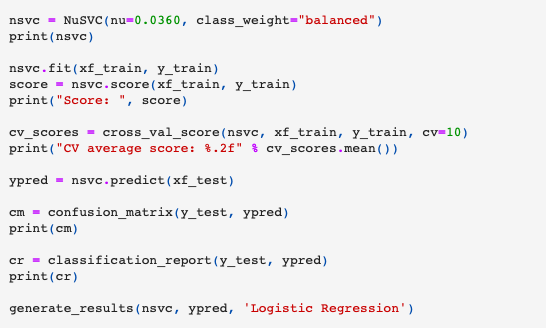 nsvc = NuSVC(nu=0.0360, class_weight="balanced")
print(nsvc)
nsvc.fit(xf_train, y_train)
score = nsvc.score(xf_train, y_train)
print("Score: ", score)
cv_scores = cross_val_score(nsvc, xf_train, y_train, cv=10)
print("CV average score: %.2f" % cv_scores.mean())
ypred = nsvc.predict(xf_test)
cm = confusion_matrix(y_test, ypred)
print(cm)
cr = classification_report(y_test, ypred)
print(cr)
generate_results(nsvc, ypred, 'Logistic Regression')